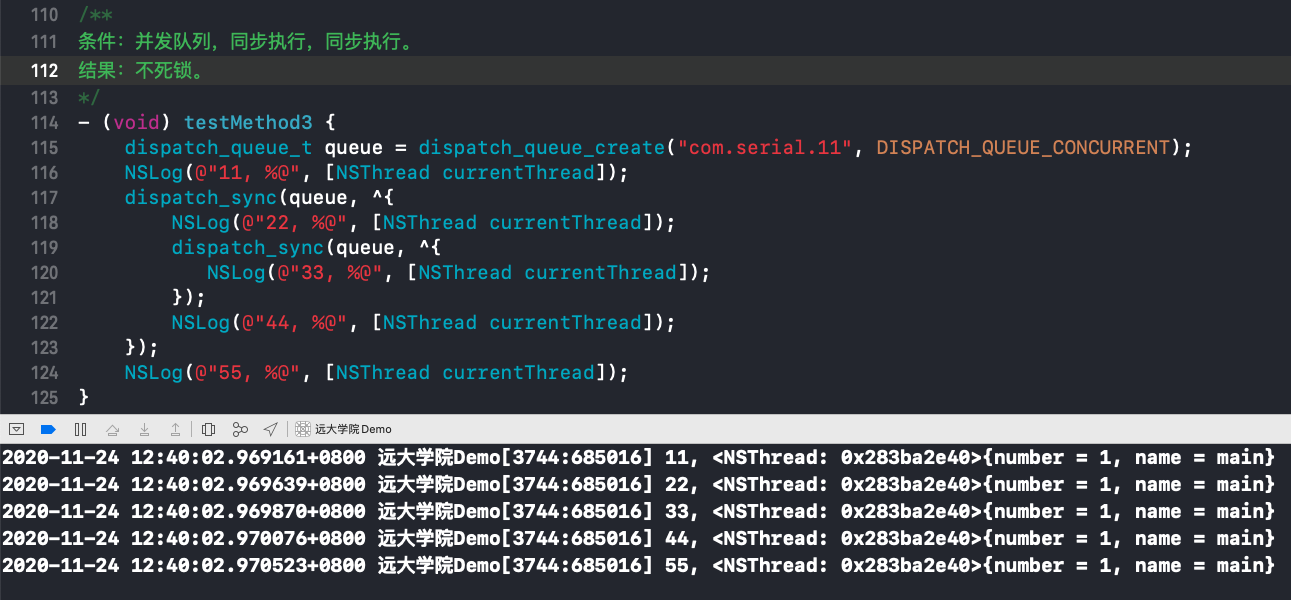 110 /**
111 条件：并发队列，同步执行，同步执行。
112 结果：不死锁。
113 */
114 - (void) testMethod3 {
115 dispatch_queue_t queue = dispatch_queue_create("com.serial.11", DISPATCH_QUEUE_CONCURRENT);
116 NSLog(@"11, %@", [NSThread currentThread]);
117 dispatch_sync(queue, ^{
118 NSLog(@"22, %@", [NSThread currentThread]);
119 dispatch_sync(queue, ^{
120 NSLog(@"33, %@", [NSThread currentThread]);
121 });
122 NSLog(@"44, %@", [NSThread currentThread]);
123 });
124 NSLog(@"55, %@", [NSThread currentThread]);
125 }
远大学院Demo
2020-11-24 12:40:02.969161+0800 远大学院Demo[3744:685016] 11, <NSThread: 0x283ba2e40>{number = 1, name = main}
2020-11-24 12:40:02.969639+0800 远大学院Demo[3744:685016] 22, <NSThread: 0x283ba2e40>{number = 1, name = main}
2020-11-24 12:40:02.969870+0800 远大学院Demo[3744:685016] 33, <NSThread: 0x283ba2e40>{number = 1, name = main}
2020-11-24 12:40:02.970076+0800 远大学院Demo[3744:685016] 44, <NSThread: 0x283ba2e40>{number = 1, name = main}
2020-11-24 12:40:02.970523+0800 远大学院Demo[3744:685016] 55, <NSThread: 0x283ba2e40>{number = 1, name = main}